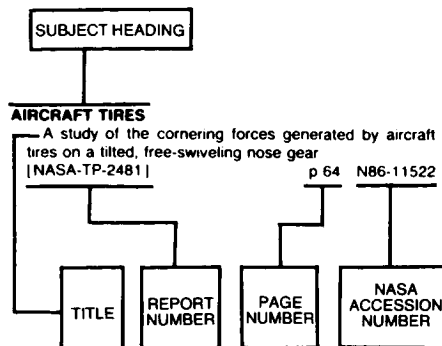 SUBJECT HEADING
AIRCRAFT TIRES
A study of the cornering forces generated by aircraft
tires on a tilted, free-swiveling nose gear
[NASA-TP-2481] p 64 N86-11522
TITLE
REPORT
NUMBER
PAGE
NUMBER
NASA
ACCESSION
NUMBER